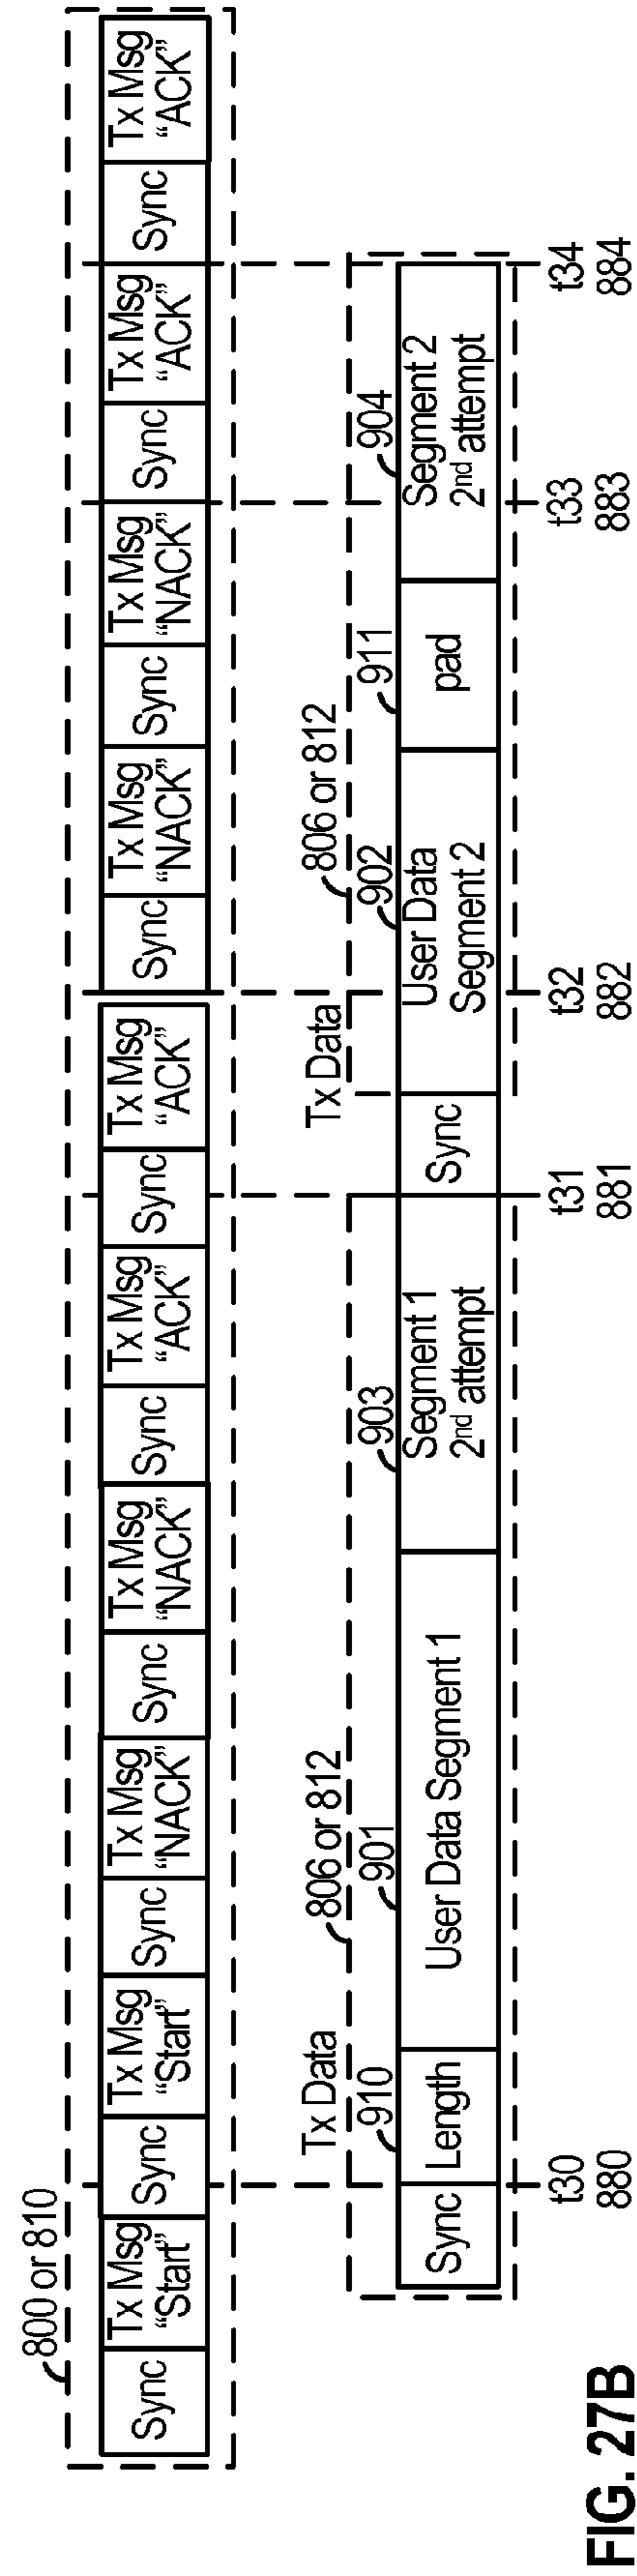 800 or 810
Sync
Tx Msg
“Start”
Sync
Tx Msg
“Start”
Sync
Tx Msg
“NACK”
Sync
Tx Msg
“NACK”
Sync
Tx Msg
“ACK”
Sync
Tx Msg
“ACK”
Sync
Tx Msg
“NACK”
Sync
Tx Msg
“NACK”
Sync
Tx Msg
“ACK”
Sync
Tx Msg
“ACK”
Tx Data
806 or 812
910
901
903
Tx Data
806 or 812
902
911
904
Sync
Length
User Data Segment 1
Segment 1
2nd attempt
Sync
User Data
Segment 2
pad
Segment 2
2nd attempt
t30
880
t31
881
t32
882
t33
883
t34
884
FIG. 27B